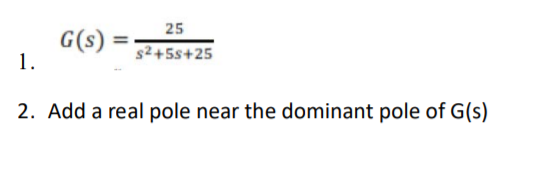 1. G(s) = 25 / s²+5s+25
2. Add a real pole near the dominant pole of G(s)